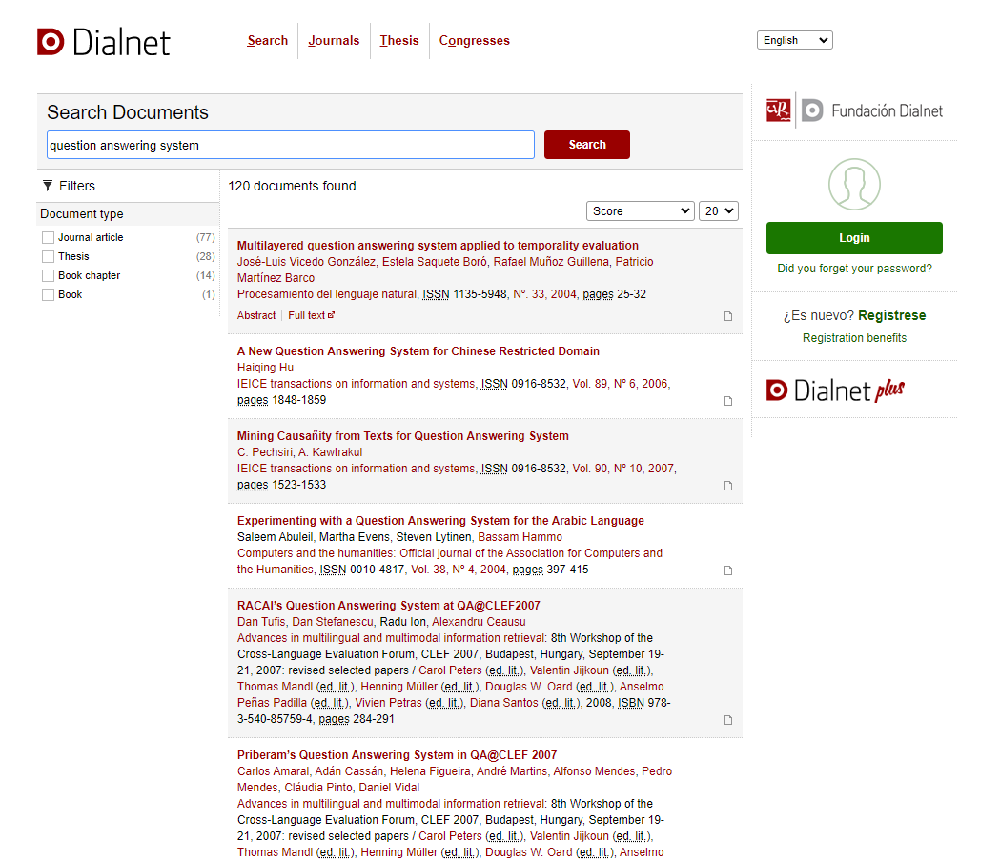 Dialnet
Search
Journals
Thesis
Congresses
English
Search Documents
question answering system
Search
Filters
Document type
Journal article (77)
Thesis (28)
Book chapter (14)
Book (1)
120 documents found
Score
20
Multilayered question answering system applied to temporality evaluation
José-Luis Vicedo González, Estela Saquete Boró, Rafael Muñoz Guillena, Patricio
Martínez Barco
Procesamiento del lenguaje natural, ISSN 1135-5948, Nº. 33, 2004, pages 25-32
Abstract
Full text
A New Question Answering System for Chinese Restricted Domain
Haiqing Hu
IEICE transactions on information and systems, ISSN 0916-8532, Vol. 89, Nº 6, 2006,
pages 1848-1859
Mining Causañity from Texts for Question Answering System
C. Pechsiri, A. Kawtrakul
IEICE transactions on information and systems, ISSN 0916-8532, Vol. 90, Nº 10, 2007,
pages 1523-1533
Experimenting with a Question Answering System for the Arabic Language
Saleem Abuleil, Martha Evens, Steven Lytinen, Bassam Hammo
Computers and the humanities: Official journal of the Association for Computers and
the Humanities, ISSN 0010-4817, Vol. 38, Nº 4, 2004, pages 397-415
RACAI's Question Answering System at QA@CLEF2007
Dan Tufis, Dan Stefanescu, Radu Ion, Alexandru Ceausu
Advances in multilingual and multimodal information retrieval: 8th Workshop of the
Cross-Language Evaluation Forum, CLEF 2007, Budapest, Hungary, September 19-
21, 2007: revised selected papers / Carol Peters (ed. lit.), Valentin Jijkoun (ed. lit.),
Thomas Mandl (ed. lit.), Henning Müller (ed. lit.), Douglas W. Oard (ed. lit.), Anselmo
Peñas Padilla (ed. lit.), Vivien Petras (ed. lit.), Diana Santos (ed. lit.), 2008, ISBN 978-
3-540-85759-4, pages 284-291
Priberam's Question Answering System in QA@CLEF 2007
Carlos Amaral, Adán Cassán, Helena Figueira, André Martins, Alfonso Mendes, Pedro
Mendes, Cláudia Pinto, Daniel Vidal
Advances in multilingual and multimodal information retrieval: 8th Workshop of the
Cross-Language Evaluation Forum, CLEF 2007, Budapest, Hungary, September 19-
21, 2007: revised selected papers / Carol Peters (ed. lit.), Valentin Jijkoun (ed. lit.),
Thomas Mandl (ed. lit.), Henning Müller (ed. lit.), Douglas W. Oard (ed. lit.), Anselmo
Fundación Dialnet
Login
Did you forget your password?
¿Es nuevo? Regístrese
Registration benefits
Dialnet plus